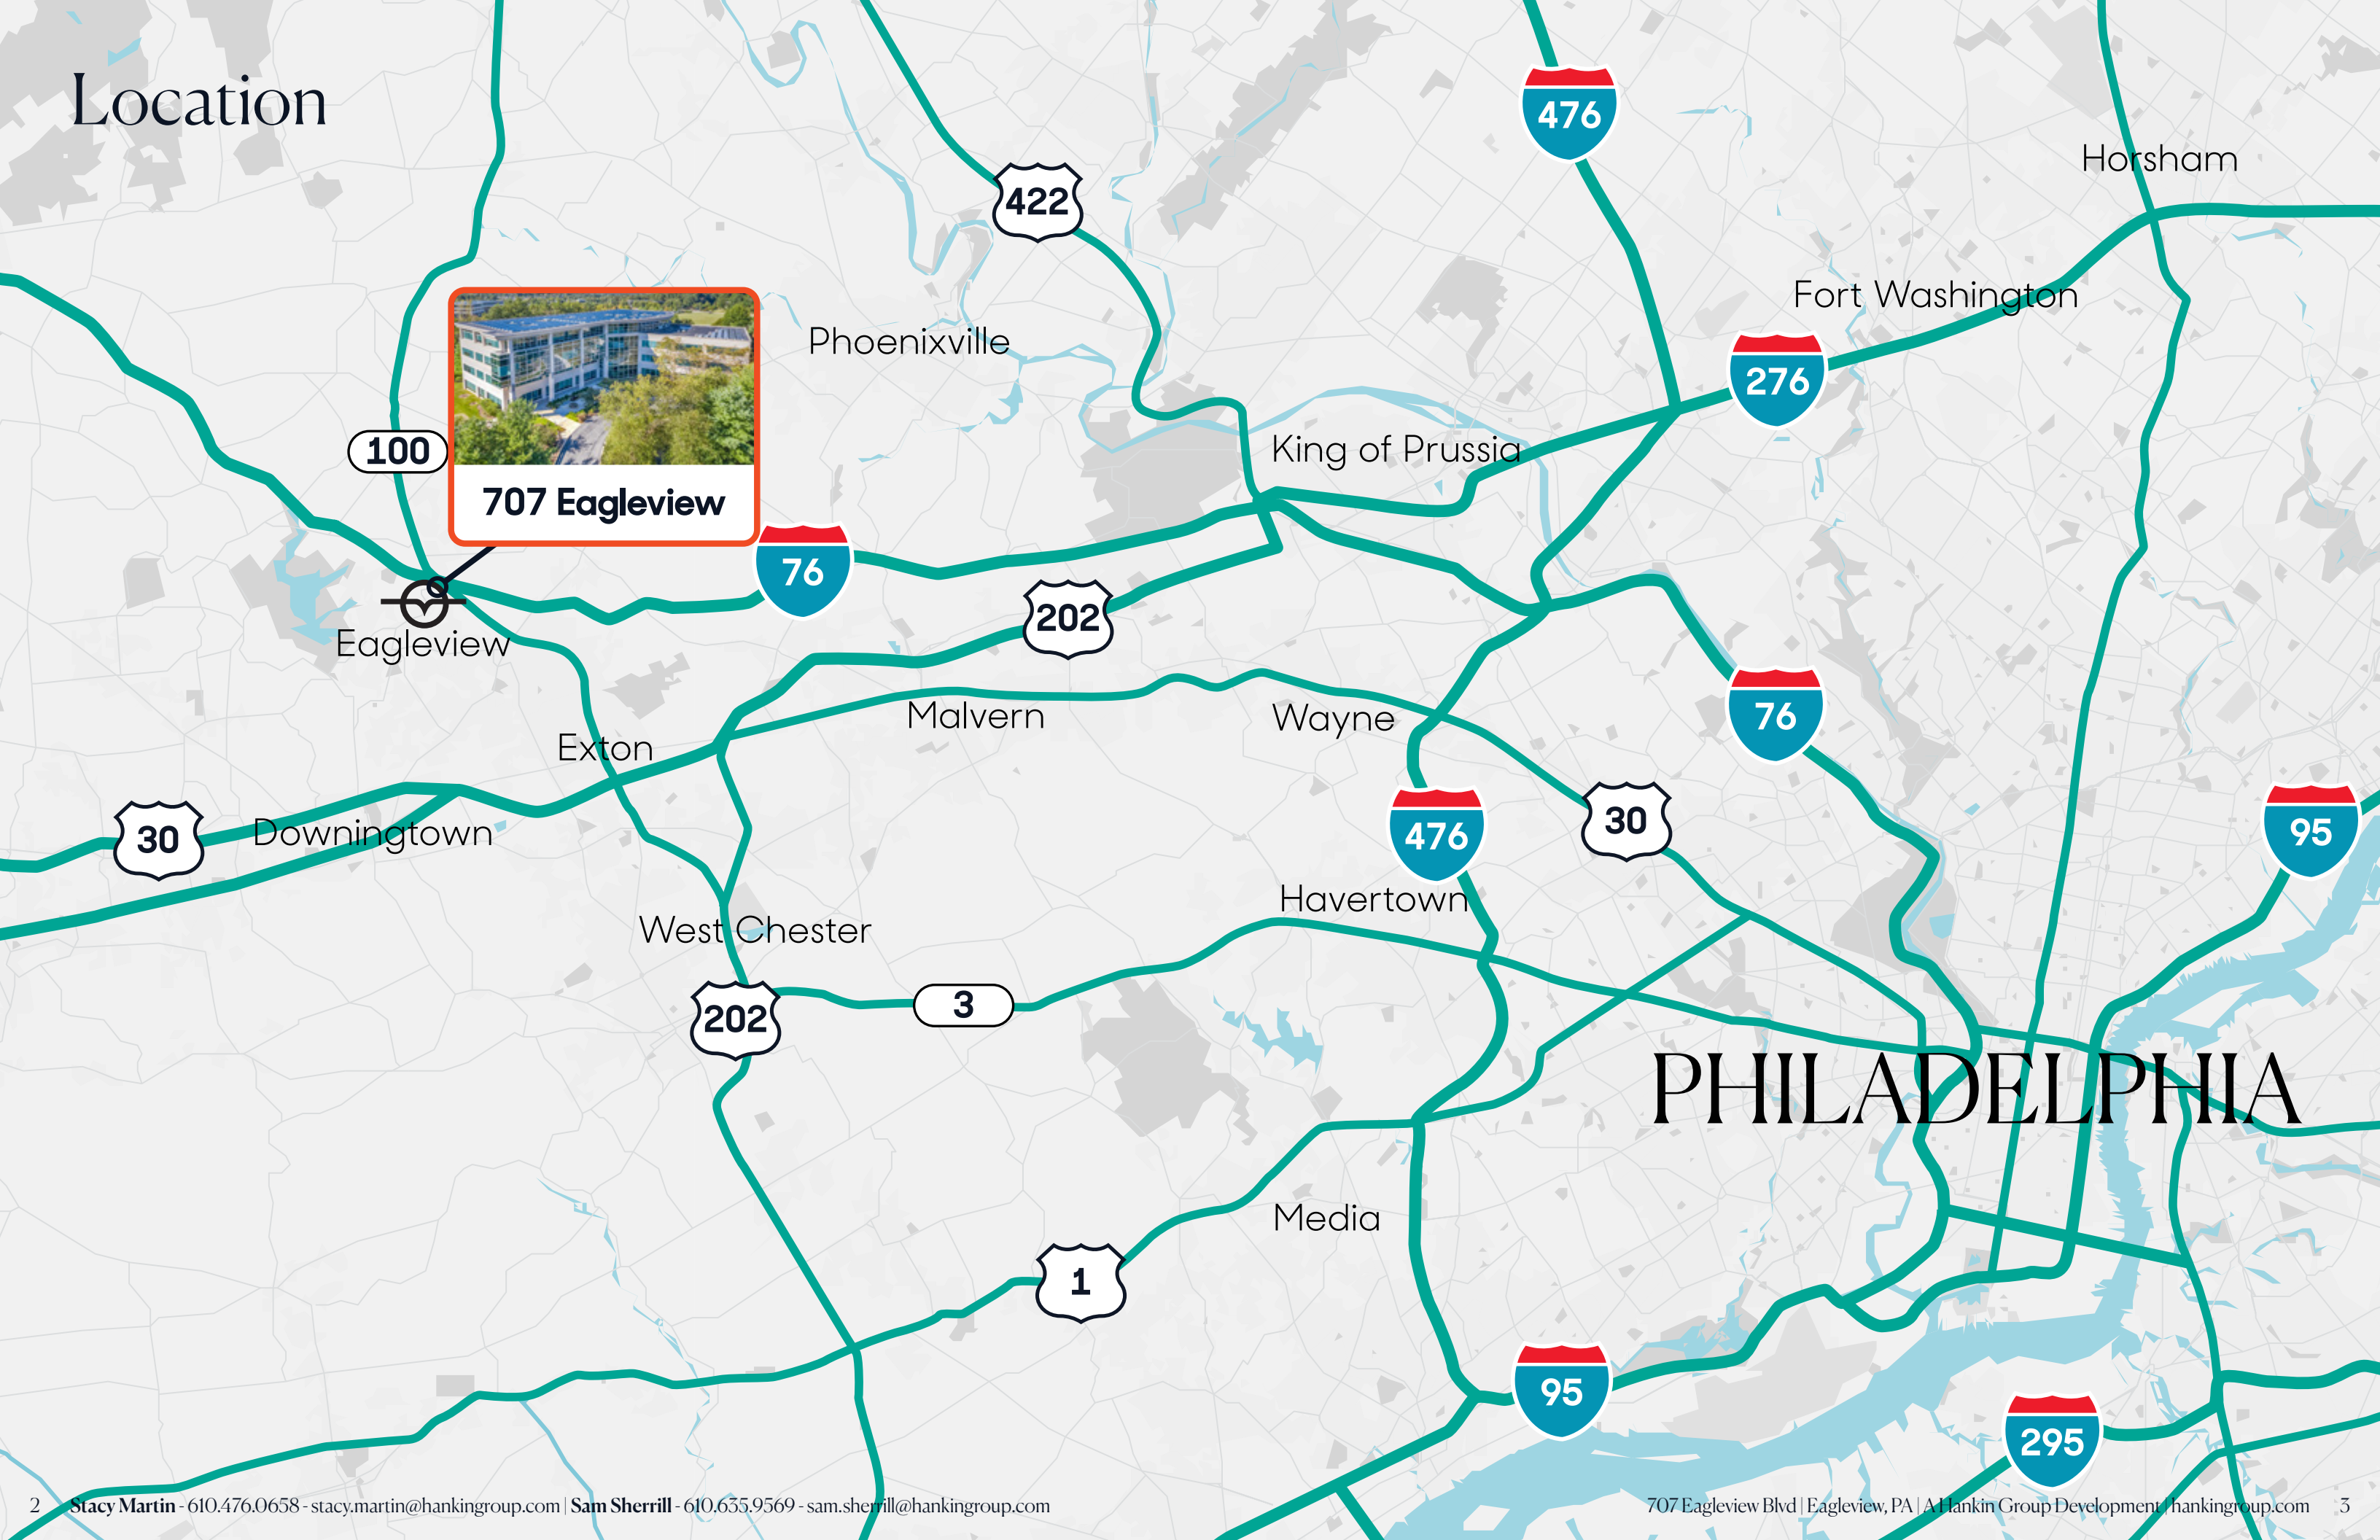 Location
476
Horsham
422
Fort Washington
Phoenixville
276
100
King of Prussia
707 Eagleview
76
202
Eagleview
Malvern
Wayne
76
Exton
30
Downingtown
476
30
95
Havertown
West Chester
202
3
PHILADELPHIA
Media
1
95
295
2 Stacy Martin - 610.476.0658 - stacy.martin@hankingroup.com | Sam Sherrill - 610.635.9569 - sam.sherrill@hankingroup.com
707 Eagleview Blvd | Eagleview, PA | A Hankin Group Development | hankingroup.com 3